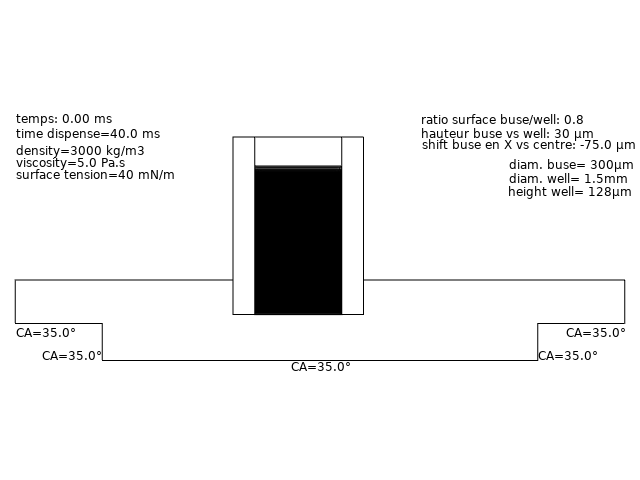 temps: 0.00 ms
time dispense=40.0 ms
density=3000 kg/m3
viscosity=5.0 Pa.s
surface tension=40 mN/m
ratio surface buse/well: 0.8
hauteur buse vs well: 30 µm
shift buse en X vs centre: -75.0 µm
diam. buse= 300µm
diam. well= 1.5mm
height well= 128µm
CA=35.0°
CA=35.0°
CA=35.0°
CA=35.0°
CA=35.0°